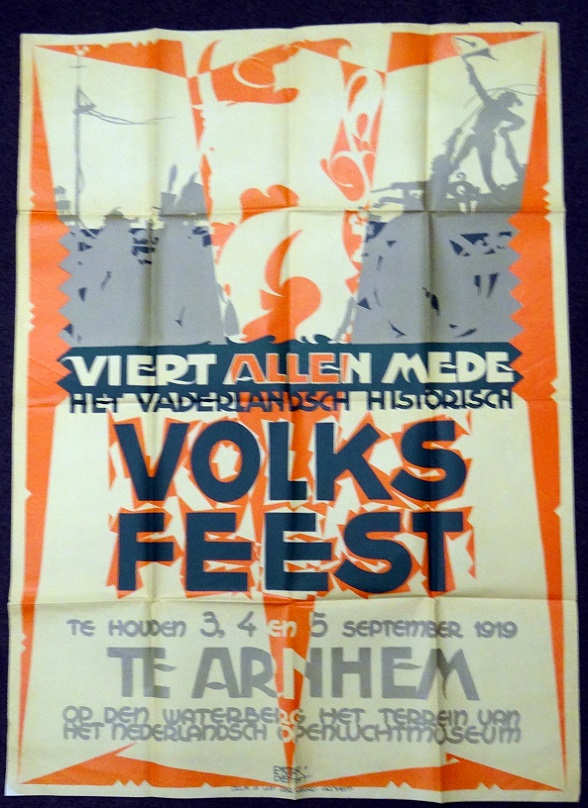 VIERT ALLEN MEDE
HET VADERLANDSCH HISTORISCH
VOLKS
FEEST
TE HOUDEN 3, 4 en 5 SEPTEMBER 1919
TE ARNHEM
OP DEN WATERBERG HET TERREIN VAN
HET NEDERLANDSCH OPENLUCHTMUSEUM